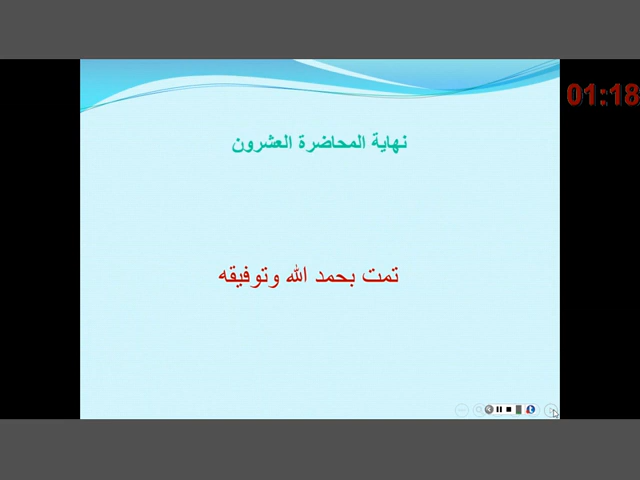 01:18
نهاية المحاضرة العشرون
تمت بحمد الله وتوفيقه